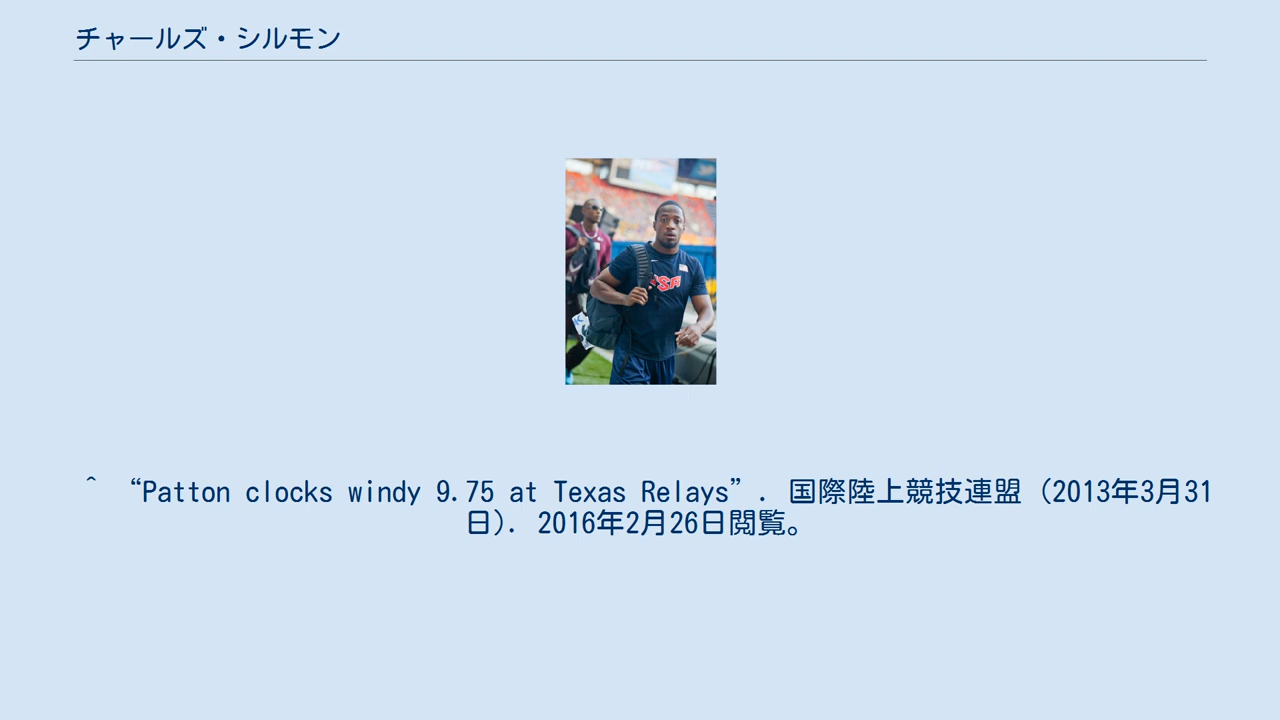 チャールズ・シルモン
USA
^ “Patton clocks windy 9.75 at Texas Relays”. 国際陸上競技連盟 (2013年3月31
日). 2016年2月26日閲覧。